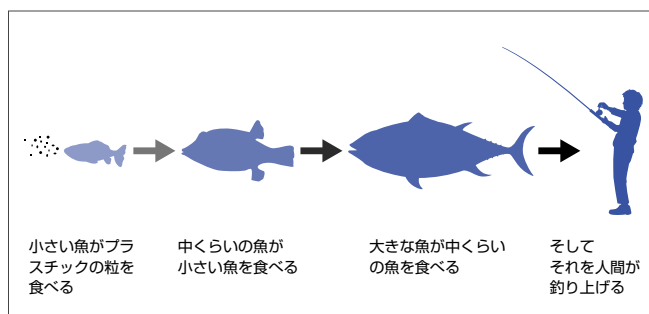 小さい魚がプラ
スチックの粒を
食べる
中くらいの魚が
小さい魚を食べる
大きな魚が中くらい
の魚を食べる
そして
それを人間が
釣り上げる